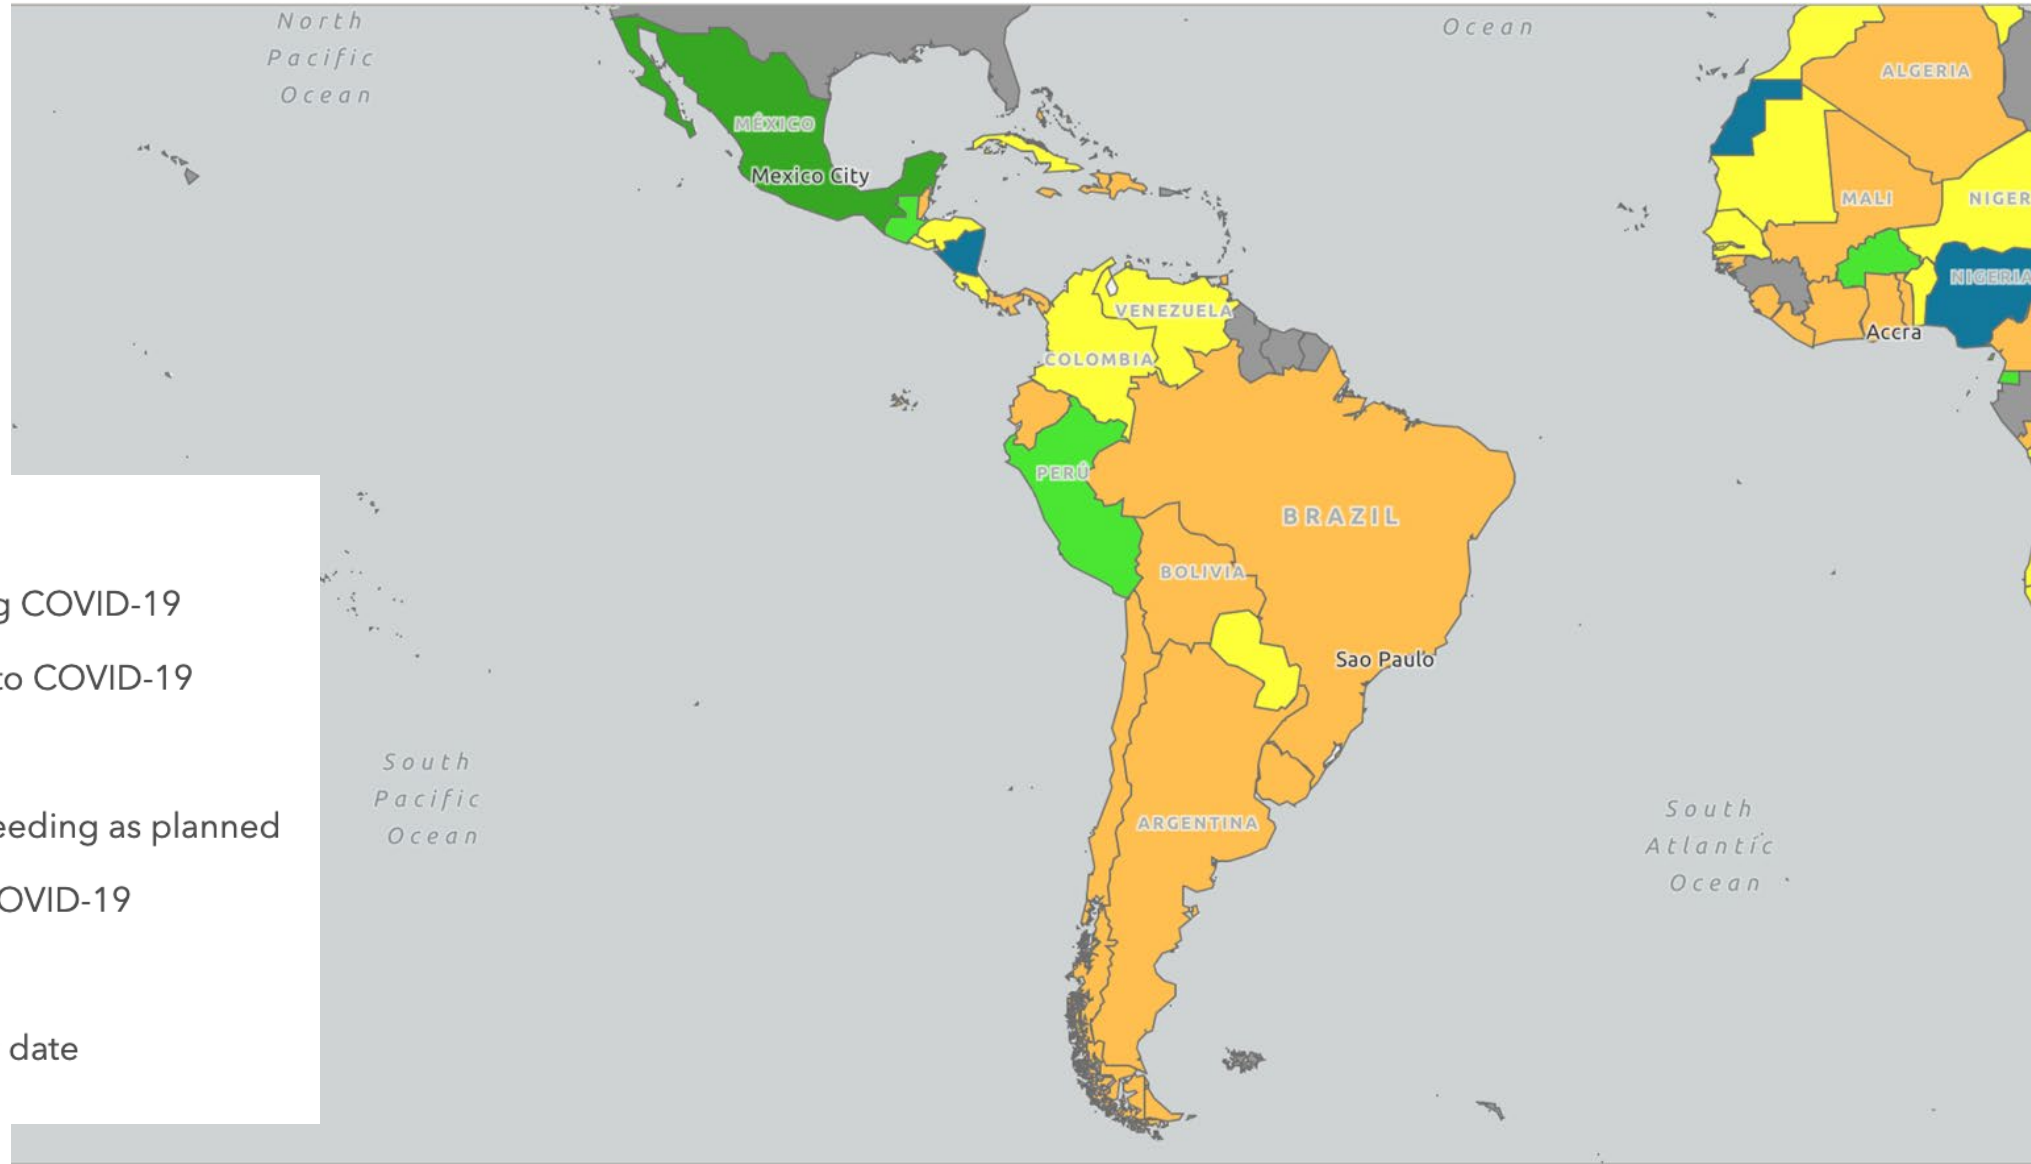 North
Pacific
Ocean
Ocean
ALGERIA
MÉXICO
Mexico City
MALI
NIGER
NIGERIA
VENEZUELA
Accra
COLOMBIA
PERÚ
BRAZIL
BOLIVIA
g COVID-19
Sao Paulo
to COVID-19
South
Pacific
Ocean
ARGENTINA
eeding as planned
South
Atlantic
Ocean
OVID-19
date